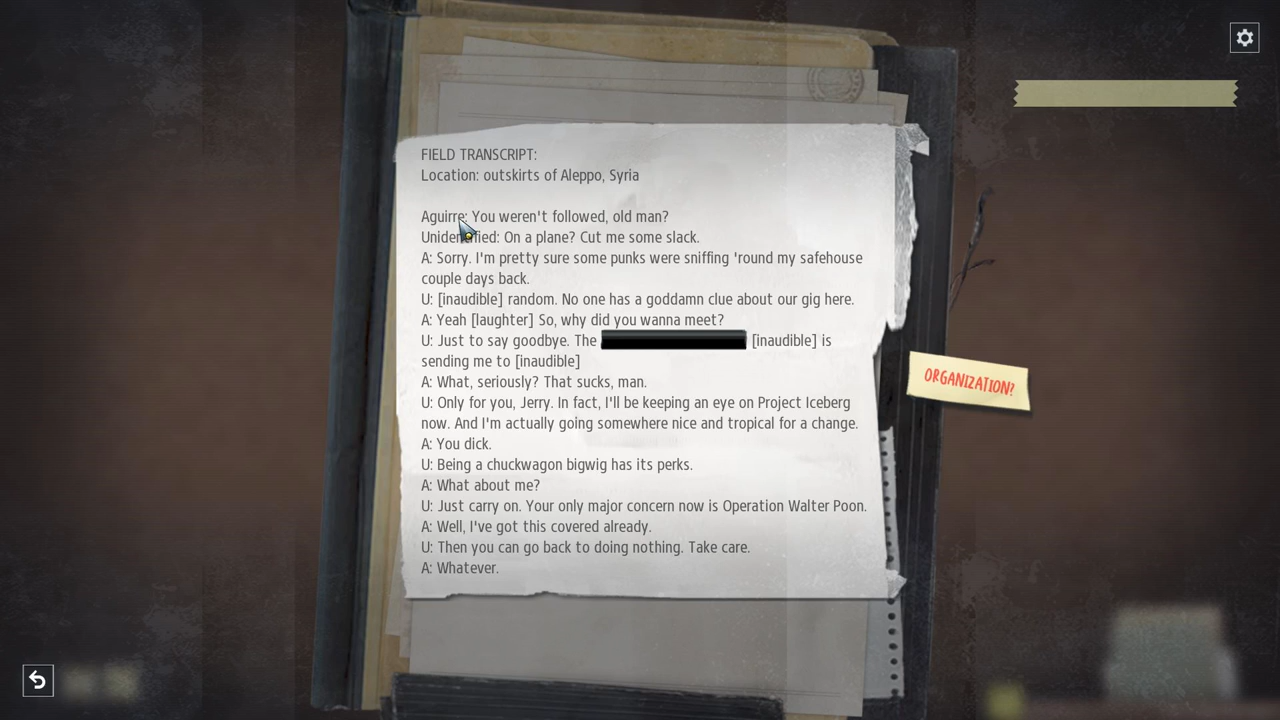 FIELD TRANSCRIPT:
Location: outskirts of Aleppo, Syria
Aguirre: You weren't followed, old man?
Unidentified: On a plane? Cut me some slack.
A: Sorry. I'm pretty sure some punks were sniffing 'round my safehouse
couple days back.
U: [inaudible] random. No one has a goddamn clue about our gig here.
A: Yeah [laughter] So, why did you wanna meet?
U: Just to say goodbye. The [inaudible] is
sending me to [inaudible]
A: What, seriously? That sucks, man.
U: Only for you, Jerry. In fact, I'll be keeping an eye on Project Iceberg
now. And I'm actually going somewhere nice and tropical for a change.
A: You dick.
U: Being a chuckwagon bigwig has its perks.
A: What about me?
U: Just carry on. Your only major concern now is Operation Walter Poon.
A: Well, I've got this covered already.
U: Then you can go back to doing nothing. Take care.
A: Whatever.
ORGANIZATION?